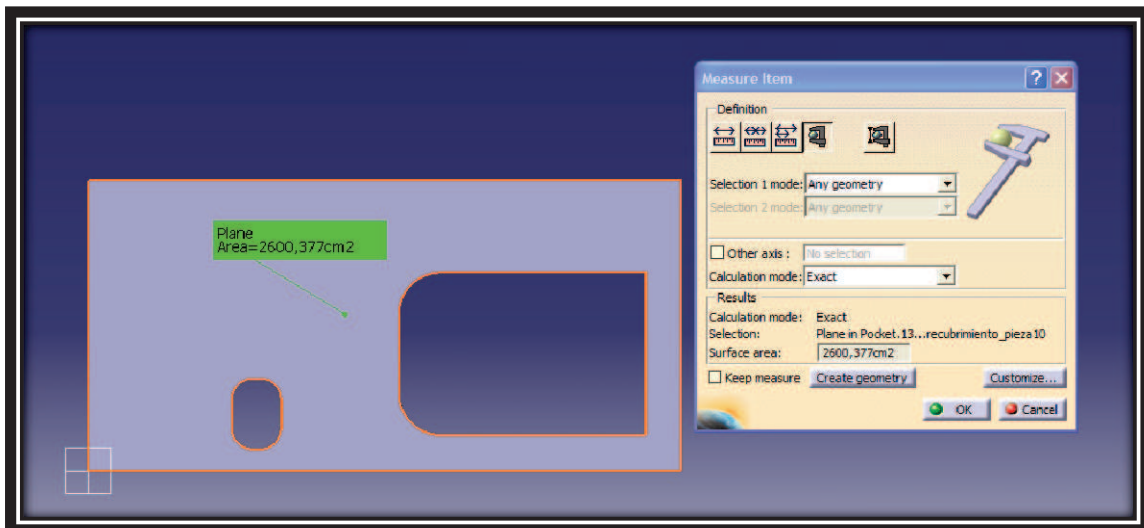 Plane
Area=2600,377cm2
Measure Item
Definition
Selection 1 mode: Any geometry
Selection 2 mode: Any geometry
Other axis : No selection
Calculation mode: Exact
Results
Calculation mode: Exact
Selection: Plane in Pocket.13...recubrimiento_pieza10
Surface area: 2600,377cm2
Keep measure Create geometry Customize...
OK Cancel